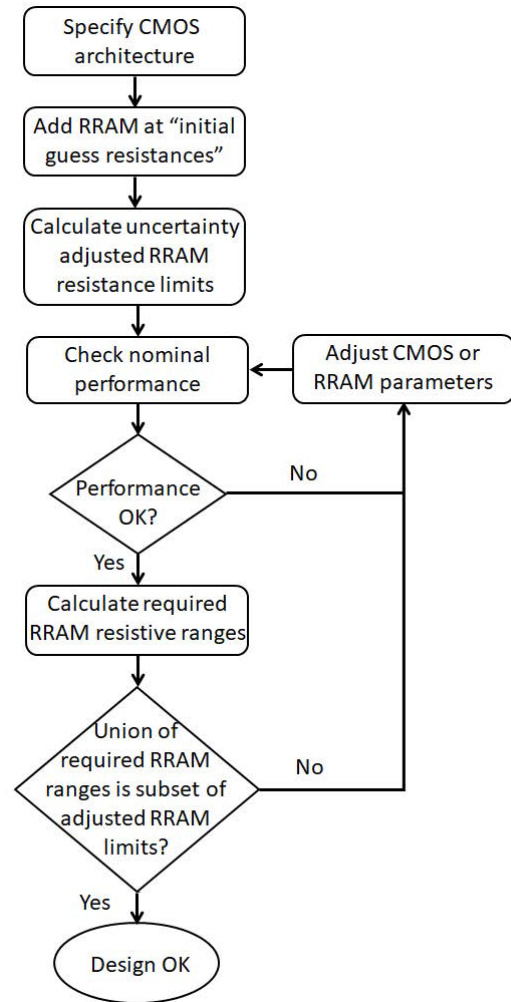 Specify CMOS
architecture
Add RRAM at “initial
guess resistances”
Calculate uncertainty
adjusted RRAM
resistance limits
Check nominal
performance
Adjust CMOS or
RRAM parameters
Performance
OK?
No
Yes
Calculate required
RRAM resistive ranges
Union of
required RRAM
ranges is subset of
adjusted RRAM
limits?
No
Yes
Design OK